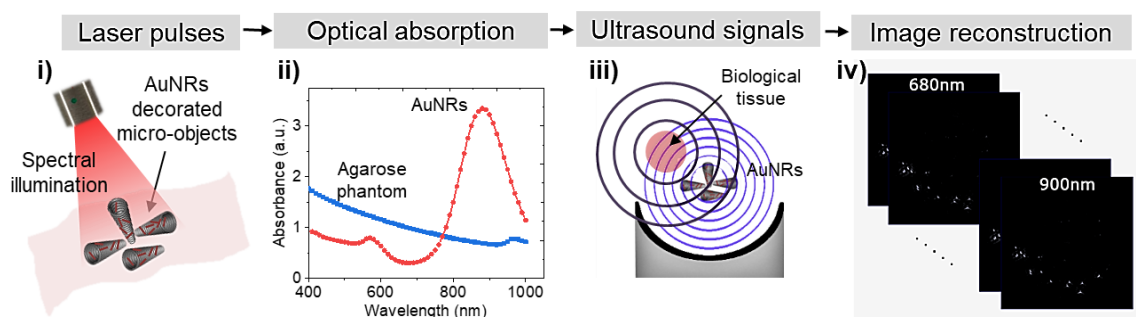 Laser pulses
Optical absorption
Ultrasound signals
Image reconstruction
i)
AuNRs
decorated
micro-objects
Spectral
illumination
ii)
AuNRs
Agarose
phantom
Absorbance (a.u.)
3
2
1
0
400
600
800
1000
Wavelength (nm)
iii)
Biological
tissue
AuNRs
iv)
680nm
900nm